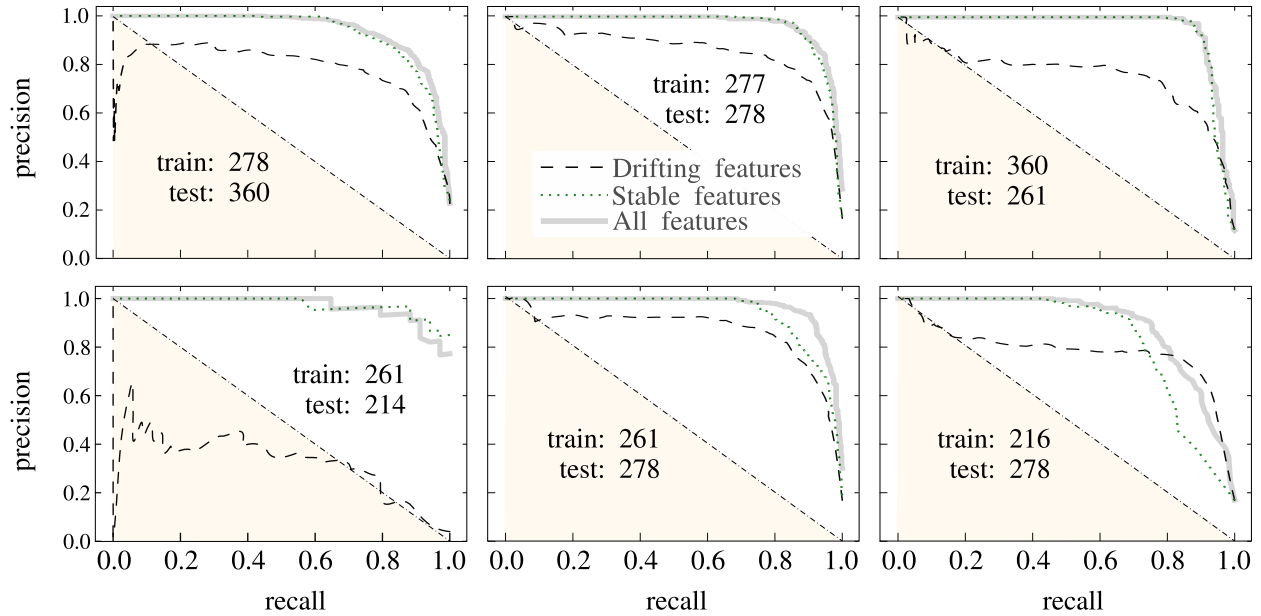 1.0
0.8
0.6
0.4
0.2
0.0
precision
train: 278
test: 360
train: 277
test: 278
Drifting features
Stable features
All features
train: 360
test: 261
1.0
0.8
0.6
0.4
0.2
0.0
precision
train: 261
test: 214
train: 261
test: 278
train: 216
test: 278
0.0 0.2 0.4 0.6 0.8 1.0
0.0 0.2 0.4 0.6 0.8 1.0
0.0 0.2 0.4 0.6 0.8 1.0
recall
recall
recall